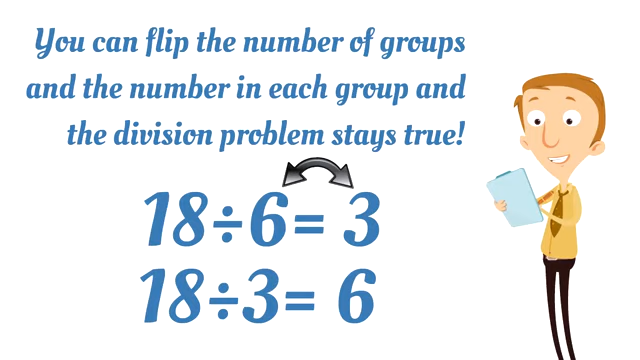 You can flip the number of groups
and the number in each group and
the division problem stays true!
18÷6= 3
18÷3= 6